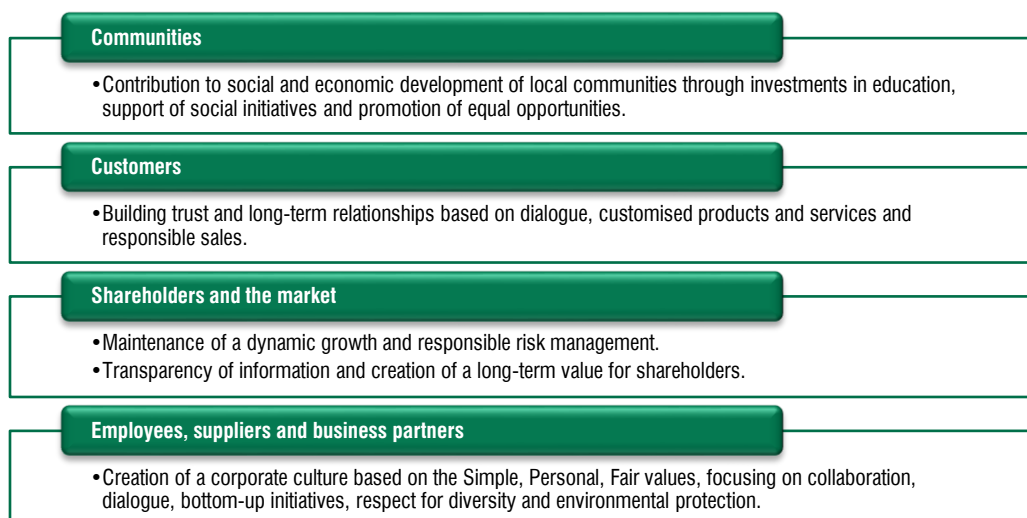 Communities
•Contribution to social and economic development of local communities through investments in education,
support of social initiatives and promotion of equal opportunities.
Customers
•Building trust and long-term relationships based on dialogue, customised products and services and
responsible sales.
Shareholders and the market
•Maintenance of a dynamic growth and responsible risk management.
•Transparency of information and creation of a long-term value for shareholders.
Employees, suppliers and business partners
•Creation of a corporate culture based on the Simple, Personal, Fair values, focusing on collaboration,
dialogue, bottom-up initiatives, respect for diversity and environmental protection.